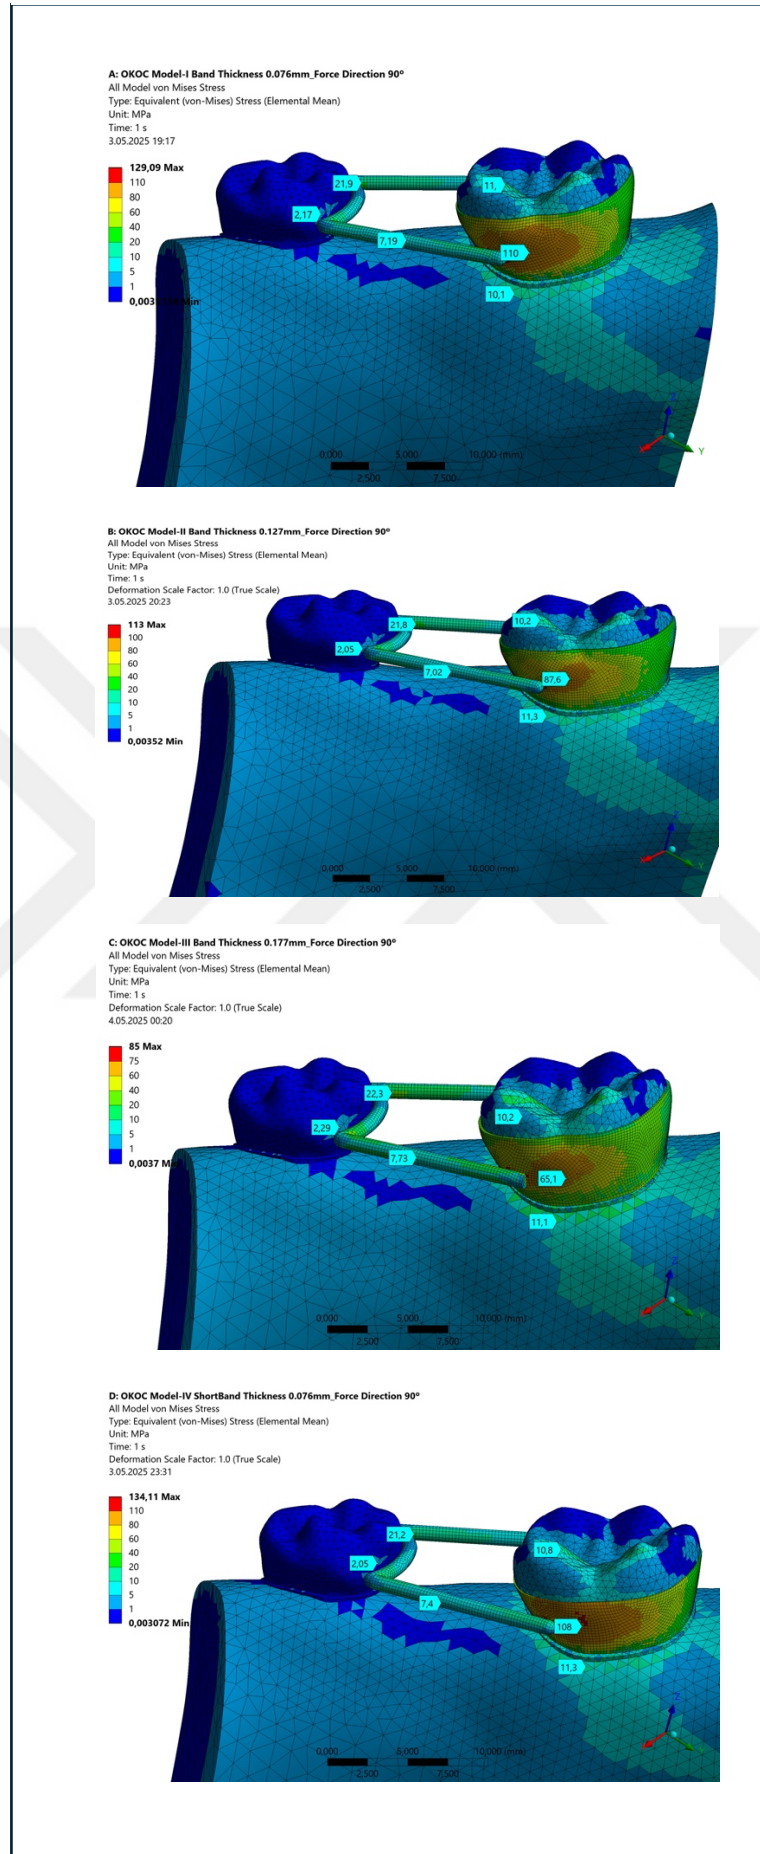 A: OKOC Model-I Band Thickness 0.076mm_Force Direction 90°
All Model von Mises Stress
Type: Equivalent (von-Mises) Stress (Elemental Mean)
Unit: MPa
Time: 1 s
3.05.2025 19:17
129,09 Max
110
80
60
40
20
10
5
1
Min
21,9
11,
2,17
7,19
110
10,1
0,000 5,000 10,000 (mm)
2,500 7,500
Z
Y
B: OKOC Model-II Band Thickness 0.127mm_Force Direction 90°
All Model von Mises Stress
Type: Equivalent (von-Mises) Stress (Elemental Mean)
Unit: MPa
Time: 1 s
Deformation Scale Factor: 1.0 (True Scale)
3.05.2025 20:23
113 Max
100
80
60
40
20
10
5
1
0,00352 Min
21,8
10,2
2,05
7,02
87,6
11,3
0,000 5,000 10,000 (mm)
2,500 7,500
C: OKOC Model-III Band Thickness 0.177mm_Force Direction 90°
All Model von Mises Stress
Type: Equivalent (von-Mises) Stress (Elemental Mean)
Unit: MPa
Time: 1 s
Deformation Scale Factor: 1.0 (True Scale)
4.05.2025 00:20
85 Max
75
60
40
20
10
5
1
0,0037 M
22,3
10,2
2,29
7,73
65,1
11,1
0,000 5,000 10,000 (mm)
2,500 7,500
Z
D: OKOC Model-IV ShortBand Thickness 0.076mm_Force Direction 90°
All Model von Mises Stress
Type: Equivalent (von-Mises) Stress (Elemental Mean)
Unit: MPa
Time: 1 s
Deformation Scale Factor: 1.0 (True Scale)
3.05.2025 23:31
134,11 Max
110
80
60
40
20
10
5
1
0,003072 Min
21,2
10,8
2,05
7,4
108
11,3
0,000 5,000 10,000 (mm)
2,500 7,500
Z